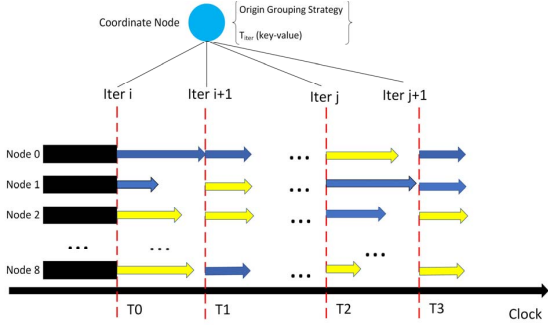 Coordinate Node
Origin Grouping Strategy
Titer (key-value)
Iter i
Iter i+1
Iter j
Iter j+1
Node 0
...
Node 1
...
Node 2
...
... ... ...
Node 8
...
T0
T1
T2
T3
Clock